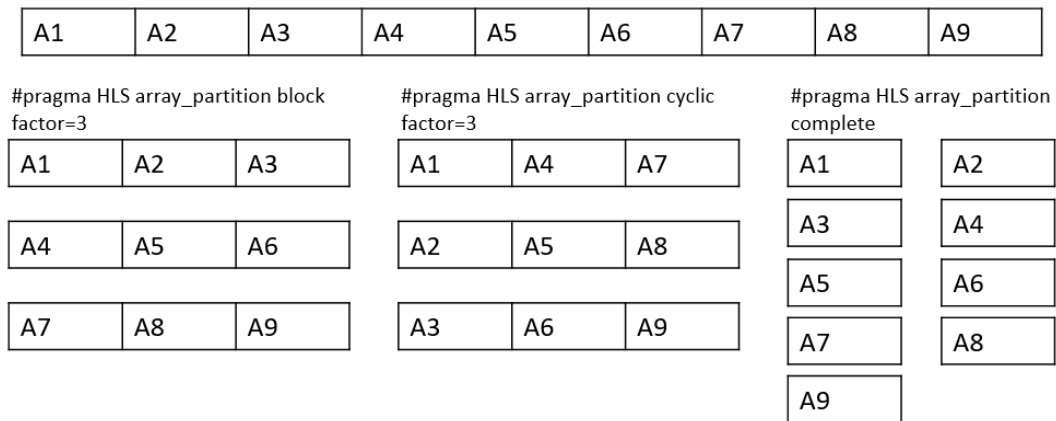 A1 A2 A3 A4 A5 A6 A7 A8 A9
#pragma HLS array_partition block
factor=3
A1 A2 A3
A4 A5 A6
A7 A8 A9
#pragma HLS array_partition cyclic
factor=3
A1 A4 A7
A2 A5 A8
A3 A6 A9
#pragma HLS array_partition
complete
A1 A2
A3 A4
A5 A6
A7 A8
A9